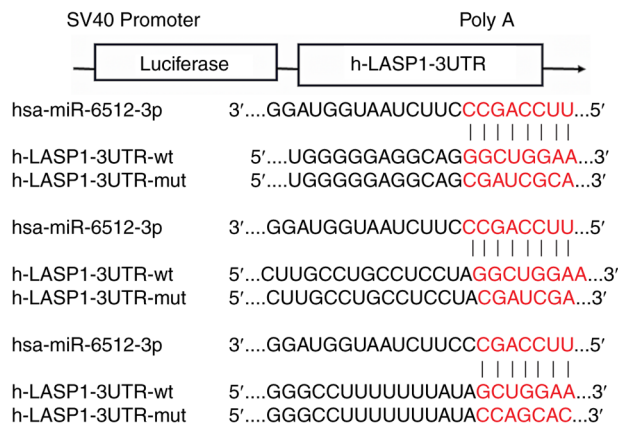 SV40 Promoter Poly A
Luciferase h-LASP1-3UTR
hsa-miR-6512-3p 3′....GGAUGGUAAUCUUCCCGACCUU...5′
h-LASP1-3UTR-wt 5′....UGGGGGAGGCAGGGCUGGAA...3′
h-LASP1-3UTR-mut 5′....UGGGGGAGGCAGCGAUCGCA...3′
hsa-miR-6512-3p 3′....GGAUGGUAAUCUUCCCGACCUU...5′
h-LASP1-3UTR-wt 5′...CUUGCCUGCCUCCUAGGCUGGAA...3′
h-LASP1-3UTR-mut 5′....CUUGCCUGCCUCCUACGAUCGA...3′
hsa-miR-6512-3p 3′....GGAUGGUAAUCUUCCCGACCUU...5′
h-LASP1-3UTR-wt 5′....GGGCCUUUUUUUAUAGCUGGAA...3′
h-LASP1-3UTR-mut 5′....GGGCCUUUUUUUAUACCAGCAC...3′